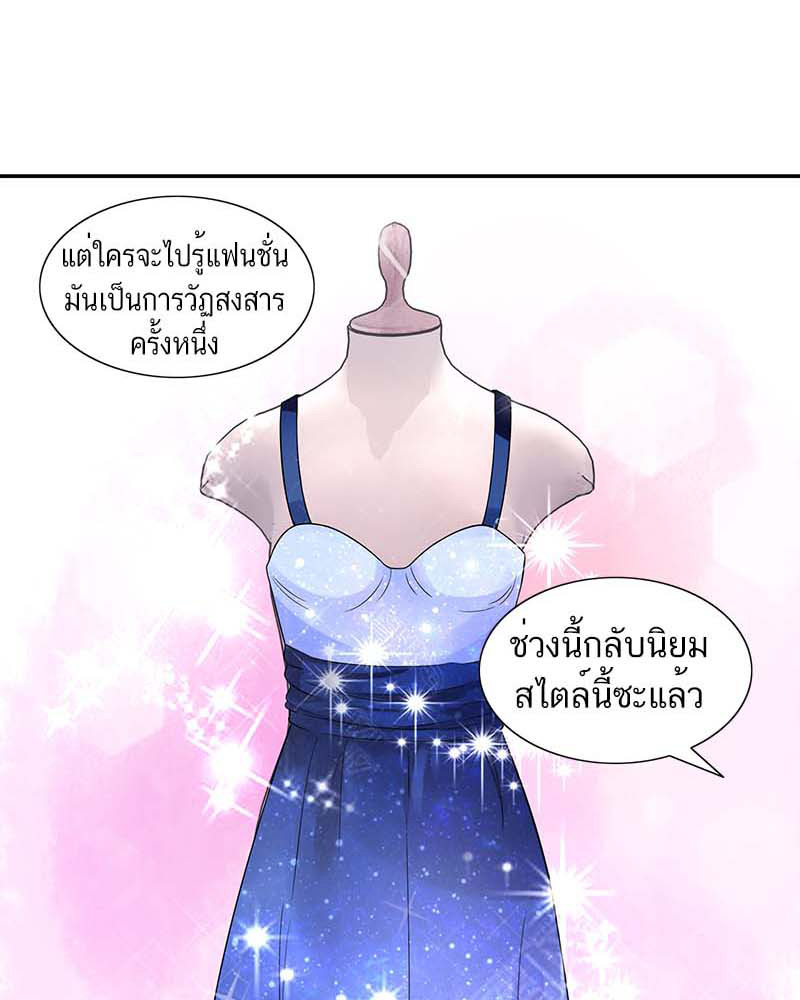 แต่ใครจะไปรู้แฟนชั่น
มันเป็นการวัฏสงสาร
ครั้งหนึ่ง
ช่วงนี้กลับนิยม
สไตล์นี้ซะแล้ว